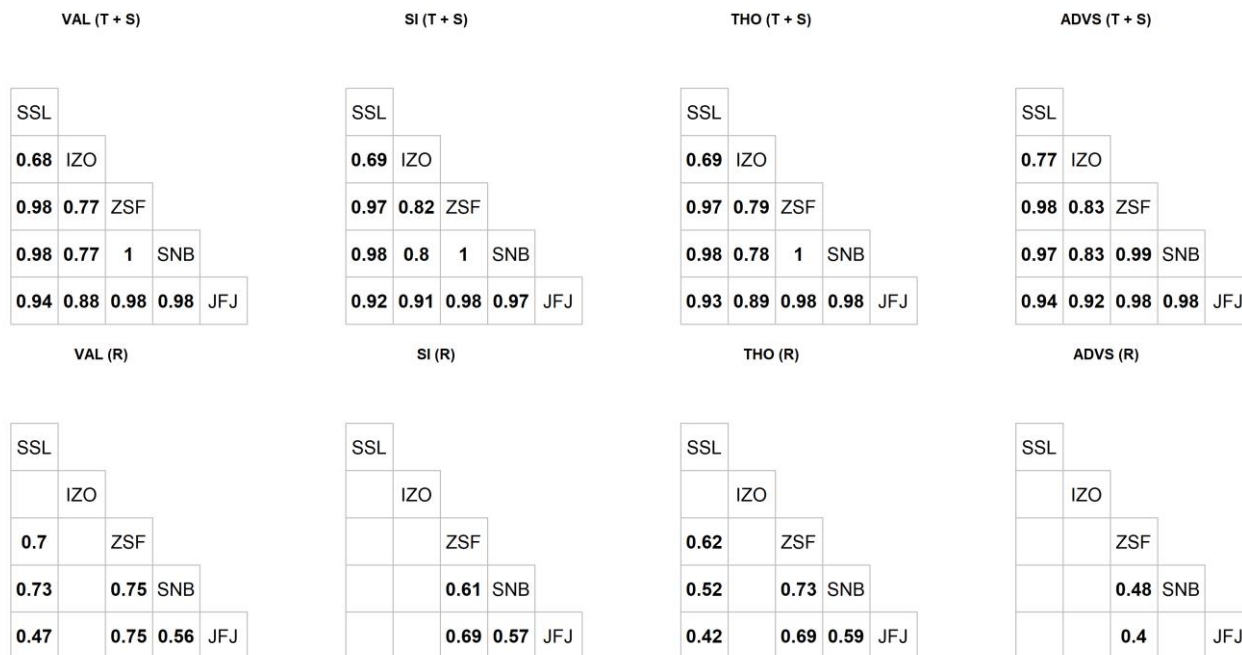 VAL (T + S) SI (T + S) THO (T + S) ADVS (T + S)
SSL SSL SSL SSL
0.68 IZO 0.69 IZO 0.69 IZO 0.77 IZO
0.98 0.77 ZSF 0.97 0.82 ZSF 0.97 0.79 ZSF 0.98 0.83 ZSF
0.98 0.77 1 SNB 0.98 0.8 1 SNB 0.98 0.78 1 SNB 0.97 0.83 0.99 SNB
0.94 0.88 0.98 0.98 JFJ 0.92 0.91 0.98 0.97 JFJ 0.93 0.89 0.98 0.98 JFJ 0.94 0.92 0.98 0.98 JFJ
VAL (R) SI (R) THO (R) ADVS (R)
SSL SSL SSL SSL
IZO IZO IZO IZO
0.7 ZSF ZSF 0.62 ZSF ZSF
0.73 0.75 SNB 0.61 SNB 0.52 0.73 SNB 0.48 SNB
0.47 0.75 0.56 JFJ 0.69 0.57 JFJ 0.42 0.69 0.59 JFJ 0.4 JFJ